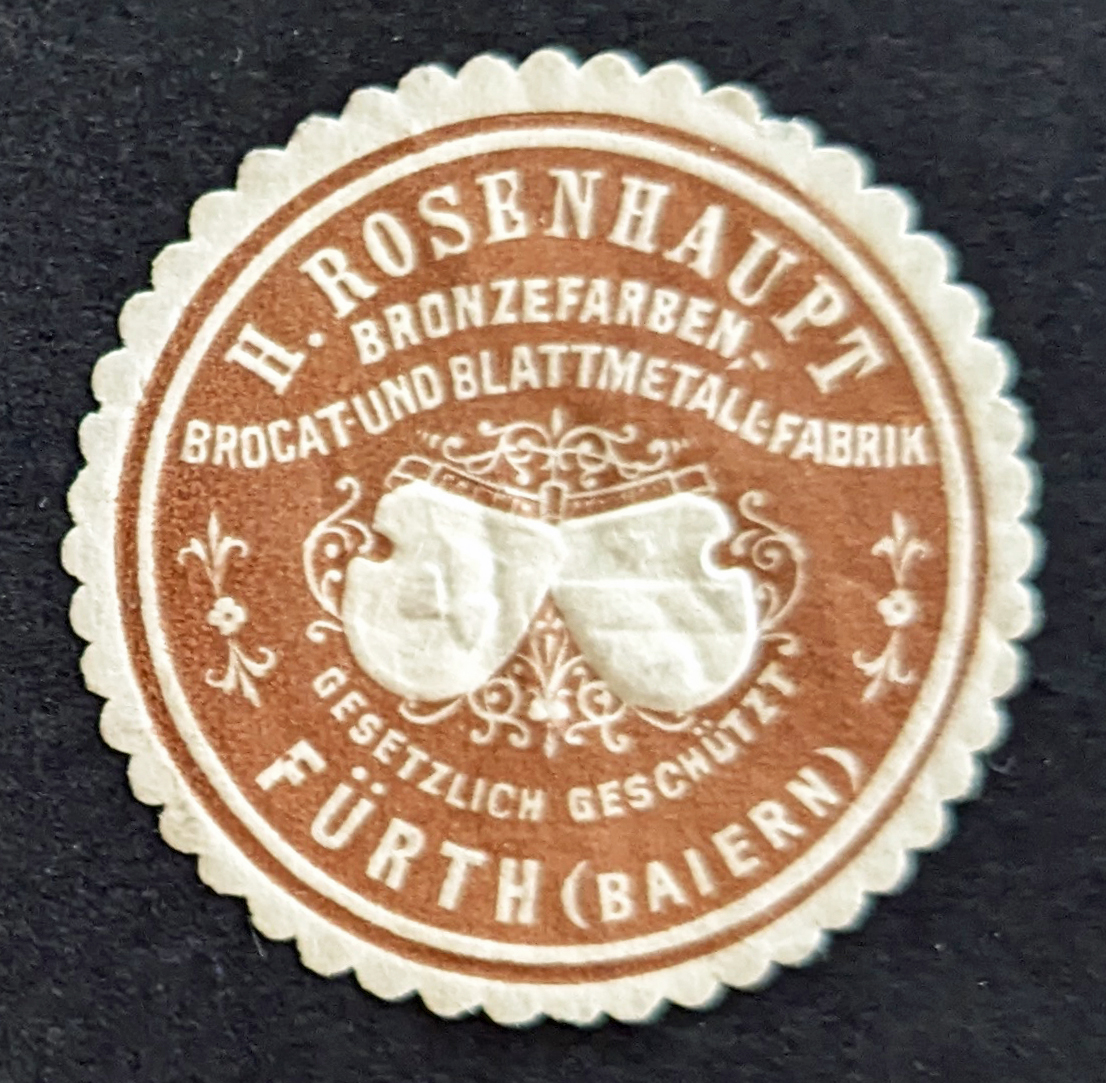 H. ROSENHAUPT
BRONZEFARBEN,-
BROCAT-UND BLATTMETALL-FABRIK
GESETZLICH GESCHÜTZT
FÜRTH (BAIERN)